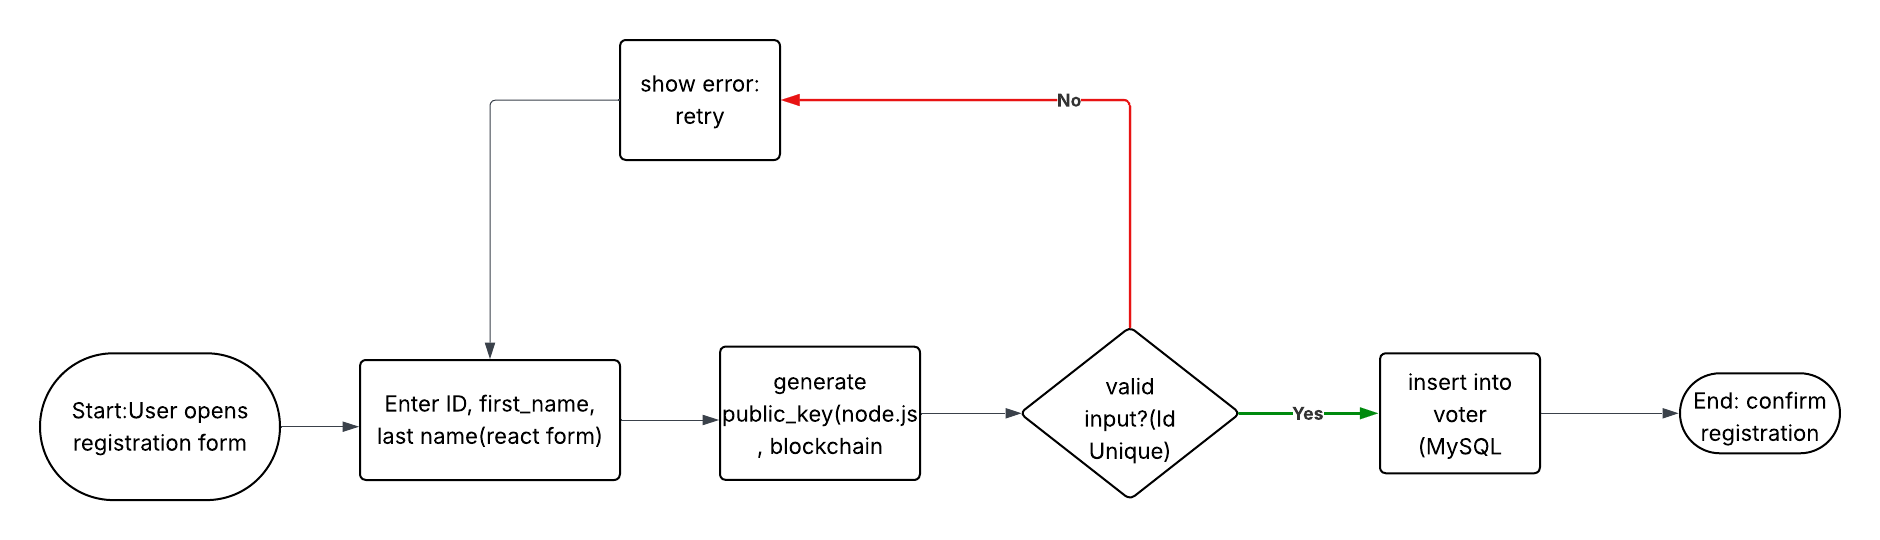 show error:
retry
No
Start:User opens
registration form
Enter ID, first_name,
last name(react form)
generate
public_key(node.js
, blockchain
valid
input?(Id
Unique)
Yes
insert into
voter
(MySQL
End: confirm
registration